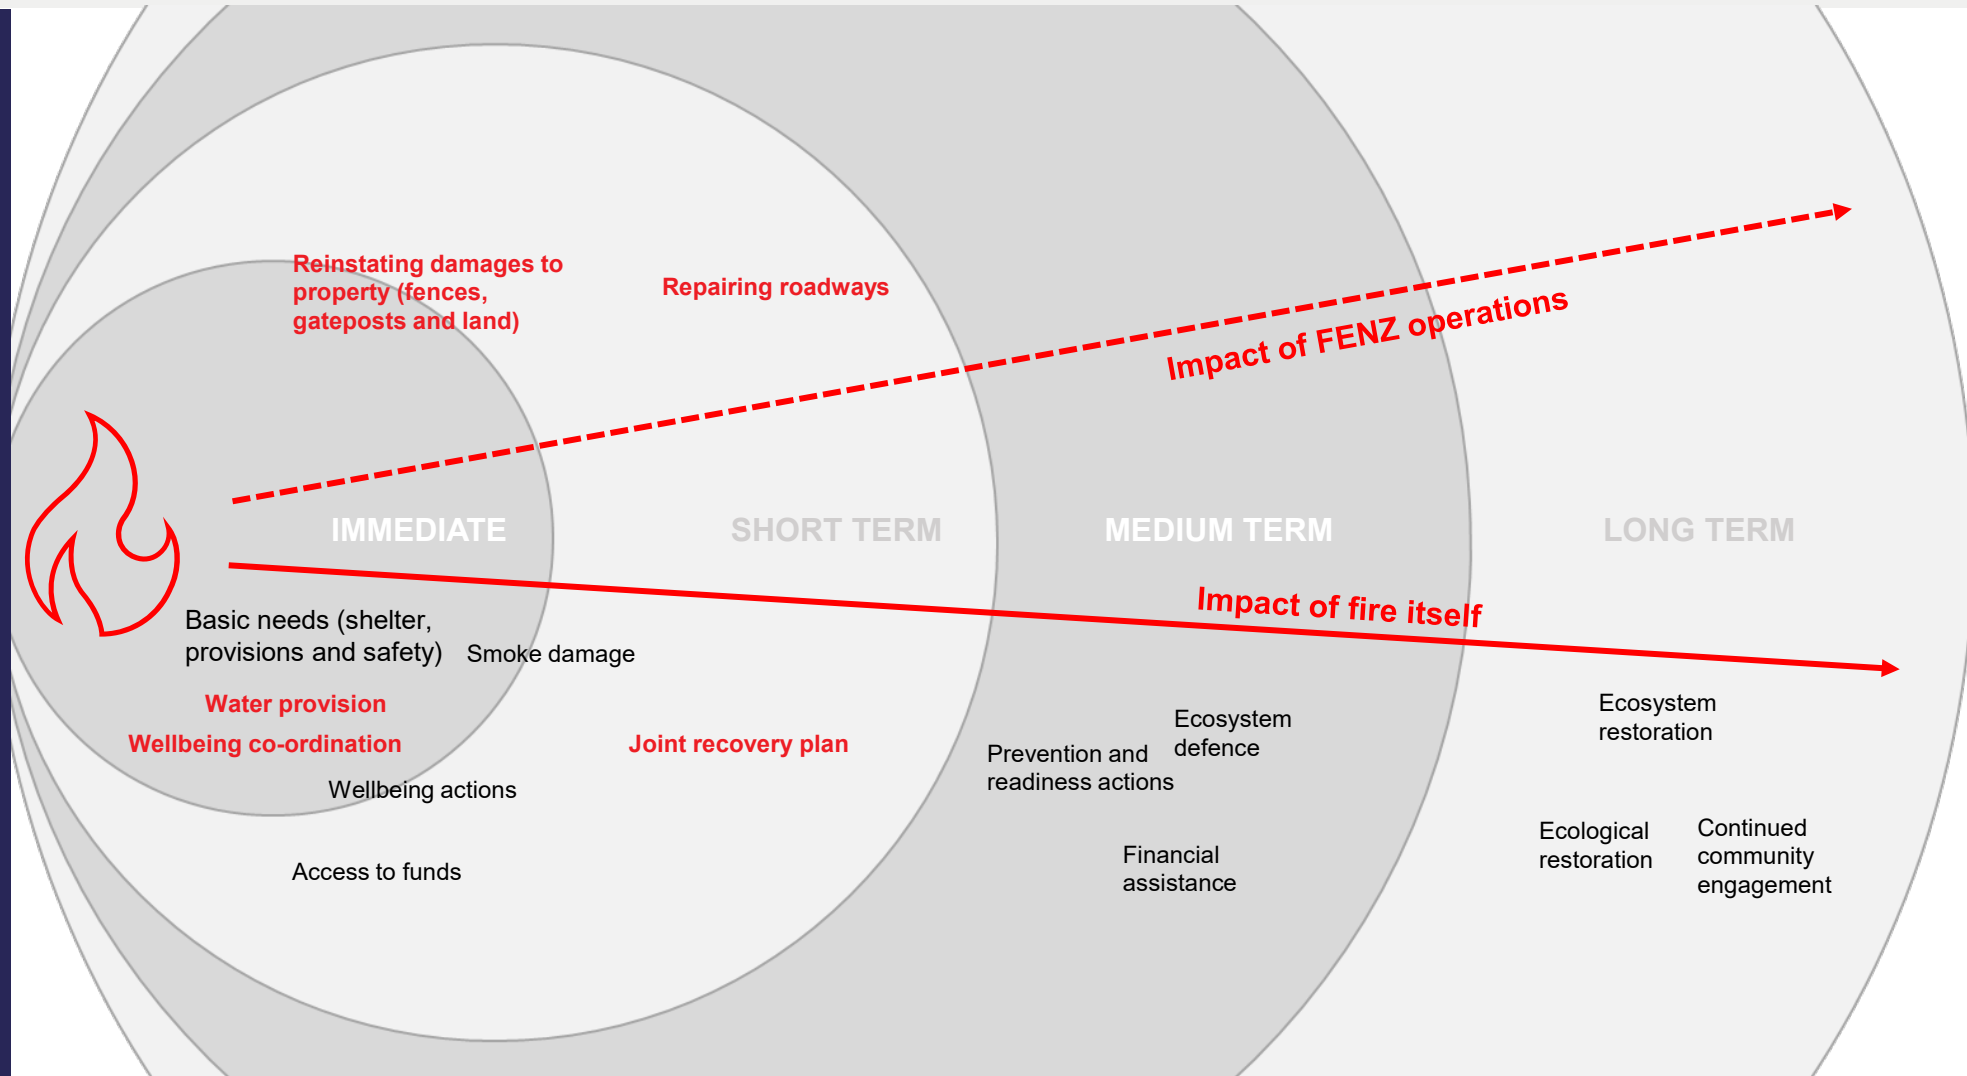 Reinstating damages to
property (fences,
gateposts and land)
Repairing roadways
Impact of FENZ operations
IMMEDIATE
SHORT TERM
MEDIUM TERM
LONG TERM
Impact of fire itself
Basic needs (shelter,
provisions and safety)
Smoke damage
Water provision
Wellbeing co-ordination
Joint recovery plan
Wellbeing actions
Access to funds
Prevention and
readiness actions
Ecosystem
defence
Financial
assistance
Ecosystem
restoration
Ecological
restoration
Continued
community
engagement